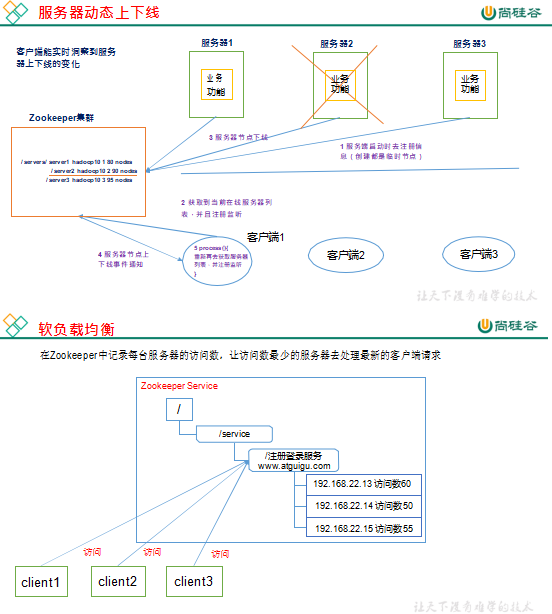 服务器动态上下线
尚硅谷
客户端能实时洞察到服务
器上下线的变化
服务器1
服务器2
服务器3
业务
功能
业务
功能
业务
功能
Zookeeper集群
/servers/ server1 hadoop10 1 80 nodes
/server2 hadoop10 2 90 nodes
/server3 hadoop10 3 95 nodes
3 服务器节点下线
1 服务器启动时去注册信
息（创建都是临时节点）
2 获取到当前在线服务器列
表，并且注册监听
客户端1
4 服务器节点上
下线事件通知
5 process(){
重新再去获取服务器
列表，并注册监听
}
客户端2
客户端3
让天下没有难学的技术
软负载均衡
尚硅谷
在Zookeeper中记录每台服务器的访问数，让访问数最少的服务器去处理最新的客户端请求
Zookeeper Service
/
/service
/注册登录服务
www.atguigu.com
192.168.22.13 访问数60
192.168.22.14 访问数50
192.168.22.15 访问数55
访问
访问
访问
client1
client2
client3
让天下没有难学的技术